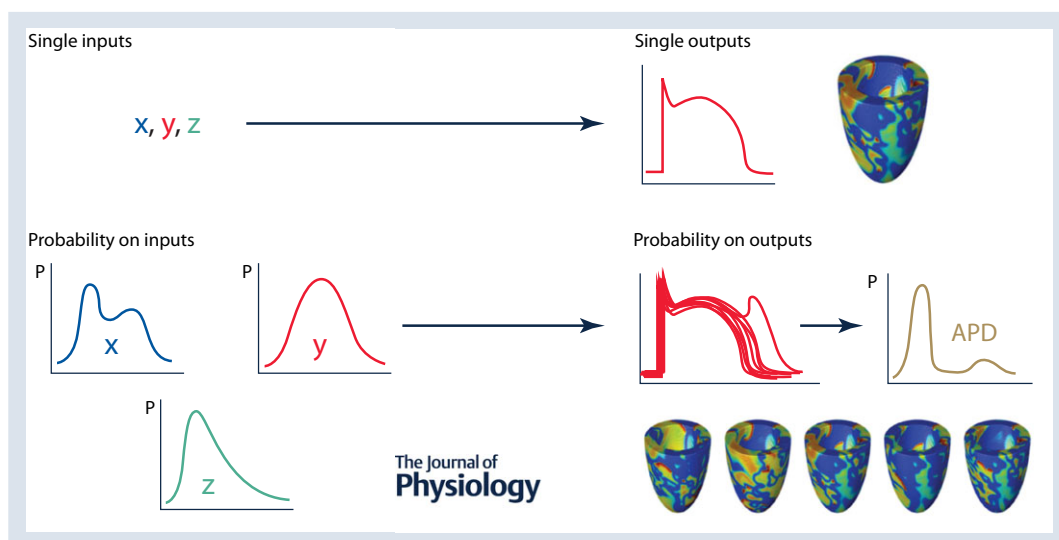 Single inputs
Single outputs
x, y, z
Probability on inputs
Probability on outputs
P
x
P
y
P
APD
P
z
The Journal of
Physiology